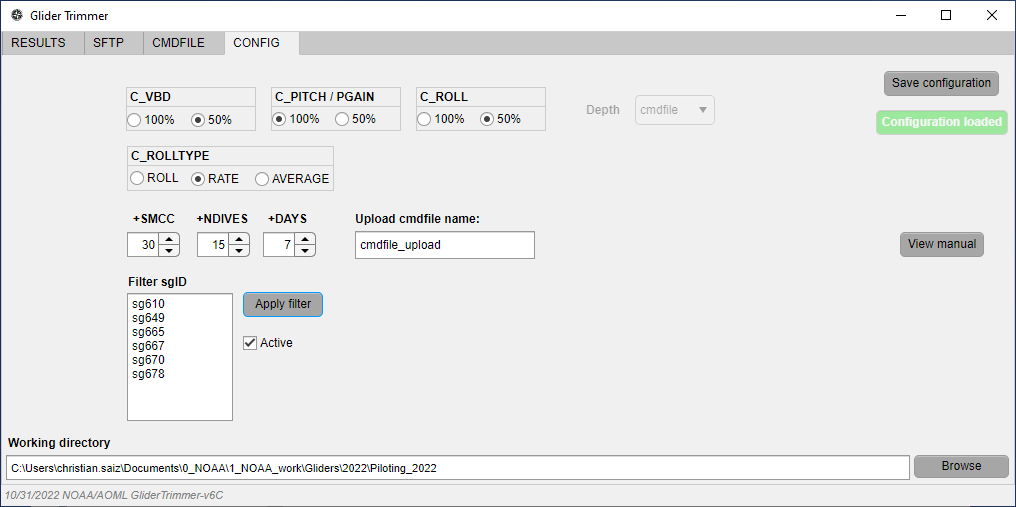 Glider Trimmer
RESULTS SFTP CMDFILE CONFIG
Save configuration
C_VBD C_PITCH / PGAIN C_ROLL
100% 50% 100% 50% 100% 50%
Depth cmdfile
Configuration loaded
C_ROLLTYPE
ROLL RATE AVERAGE
+SMCC +NDIVES +DAYS Upload cmdfile name:
30 15 7 cmdfile_upload
View manual
Filter sgID
sg610
sg649
sg665
sg667
sg670
sg678
Apply filter
Active
Working directory
C:\Users\christian.saiz\Documents\0_NOAA\1_NOAA_work\Gliders\2022\Piloting_2022
Browse
10/31/2022 NOAA/AOML GliderTrimmer-v6C